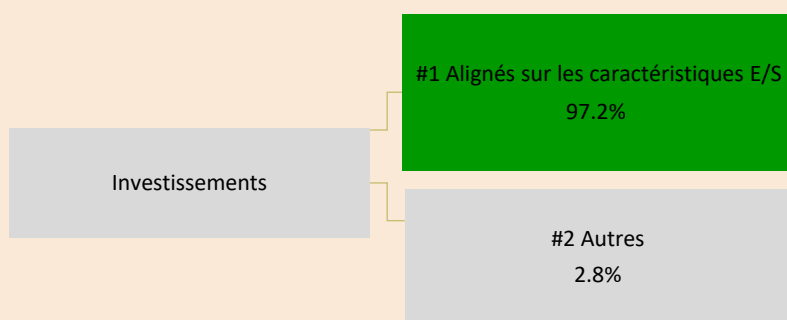 #1 Alignés sur les caractéristiques E/S
97.2%
Investissements
#2 Autres
2.8%